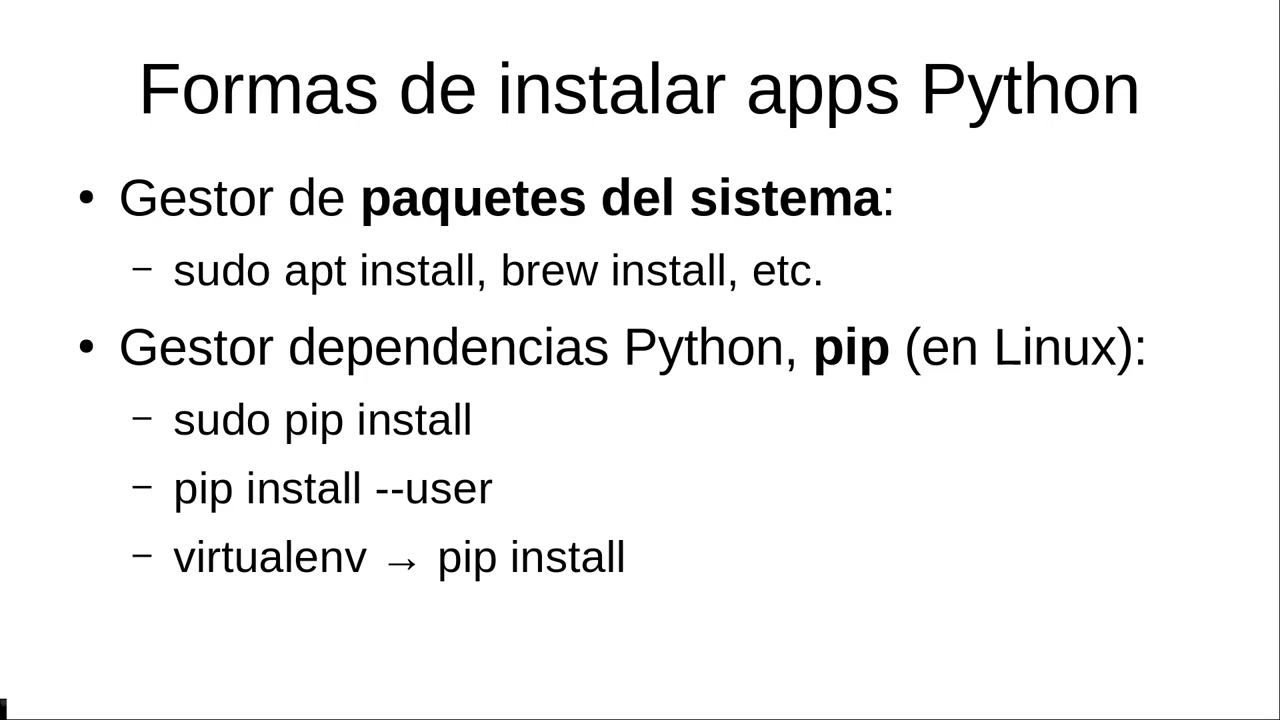 Formas de instalar apps Python
• Gestor de paquetes del sistema:
– sudo apt install, brew install, etc.
• Gestor dependencias Python, pip (en Linux):
– sudo pip install
– pip install --user
– virtualenv → pip install